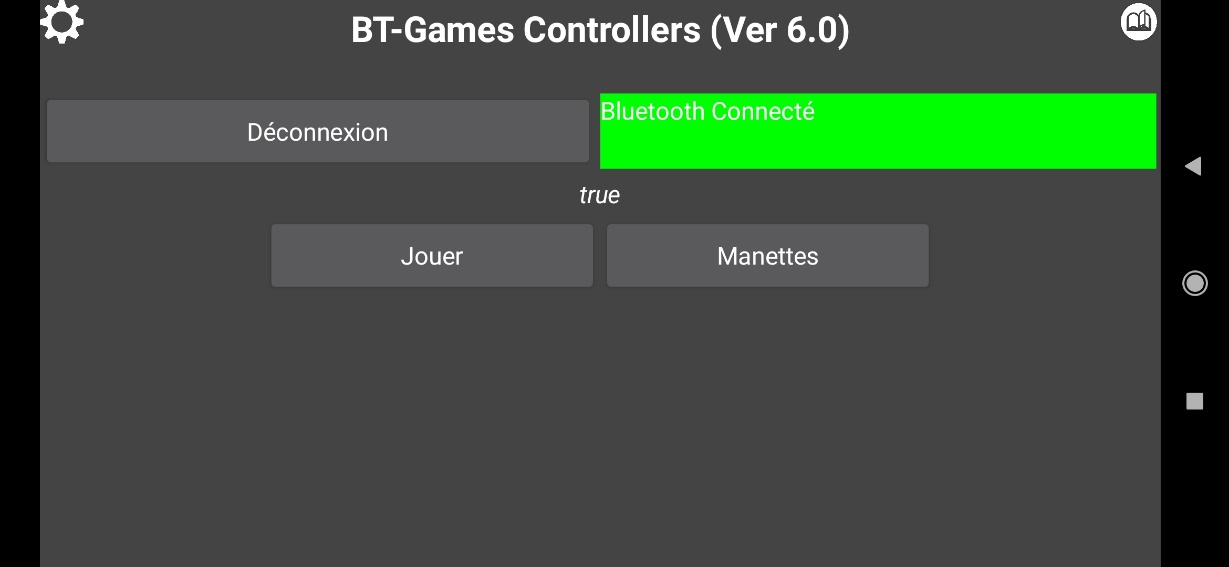 BT-Games Controllers (Ver 6.0)
Déconnexion
Bluetooth Connecté
true
Jouer
Manettes